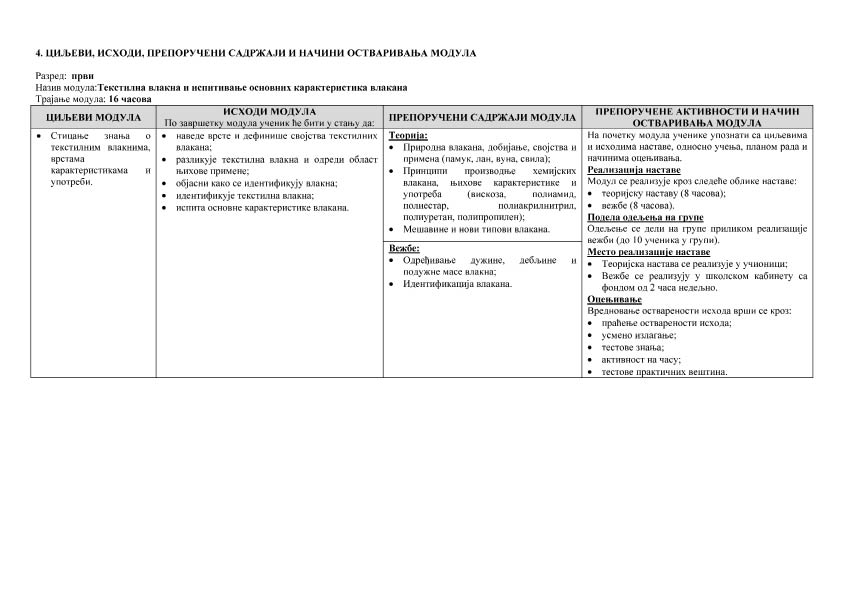 4. ЦИЉЕВИ, ИСХОДИ, ПРЕПОРУЧЕНИ САДРЖАЈИ И НАЧИНИ ОСТВАРИВАЊА МОДУЛА
Разред: први
Назив модула:Текстилна влакна и испитивање основних карактеристика влакана
Трајање модула: 16 часова
ЦИЉЕВИ МОДУЛА
ИСХОДИ МОДУЛА
По завршетку модула ученик ће бити у стању да:
ПРЕПОРУЧЕНИ САДРЖАЈИ МОДУЛА
ПРЕПОРУЧЕНЕ АКТИВНОСТИ И НАЧИН
ОСТВАРИВАЊА МОДУЛА
• Стицање знања о
текстилним влакнима,
врстама
карактеристикама и
употреби.
• наведе врсте и дефинише својства текстилних
влакана;
• разликује текстилна влакна и одреди област
њихове примене;
• објасни како се идентификују влакна;
• идентификује текстилна влакна;
• испита основне карактеристике влакана.
Теорија:
• Природна влакана, добијање, својства и
примена (памук, лан, вуна, свила);
• Принципи производње хемијских
влакана, њихове карактеристике и
употреба (вискоза, полиамид,
полиестар, полиакрилнитрил,
полиуретан, полипропилен);
• Мешавине и нови типови влакана.
Вежбе:
• Одређивање дужине, дебљине и
подужне масе влакна;
• Идентификација влакана.
На почетку модула ученике упознати са циљевима
и исходима наставе, односно учења, планом рада и
начинима оцењивања.
Реализација наставе
Модул се реализује кроз следеће облике наставе:
• теоријску наставу (8 часова);
• вежбе (8 часова).
Подела одељења на групе
Одељење се дели на групе приликом реализације
вежби (до 10 ученика у групи).
Место реализације наставе
• Теоријска настава се реализује у учионици;
• Вежбе се реализују у школском кабинету са
фондом од 2 часа недељно.
Оцењивање
Вредновање остварености исхода врши се кроз:
• праћење остварености исхода;
• усмено излагање;
• тестове знања;
• активност на часу;
• тестове практичних вештина.